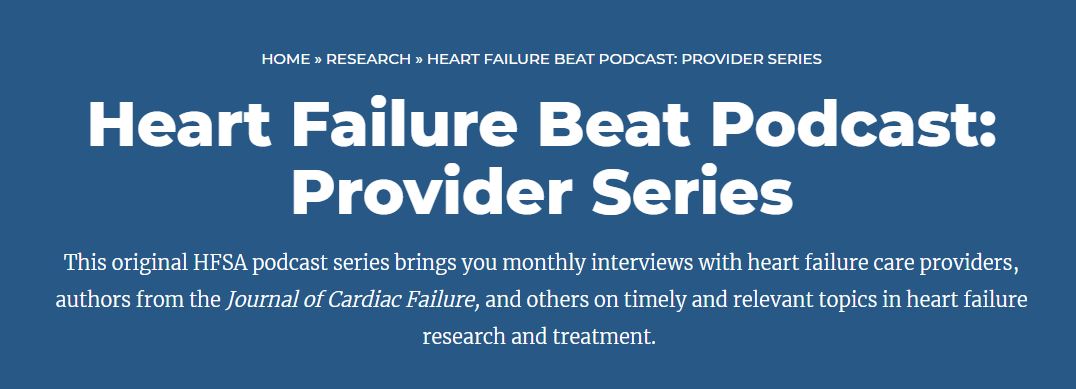 HOME » RESEARCH » HEART FAILURE BEAT PODCAST: PROVIDER SERIES
Heart Failure Beat Podcast:
Provider Series
This original HFSA podcast series brings you monthly interviews with heart failure care providers,
authors from the Journal of Cardiac Failure, and others on timely and relevant topics in heart failure
research and treatment.